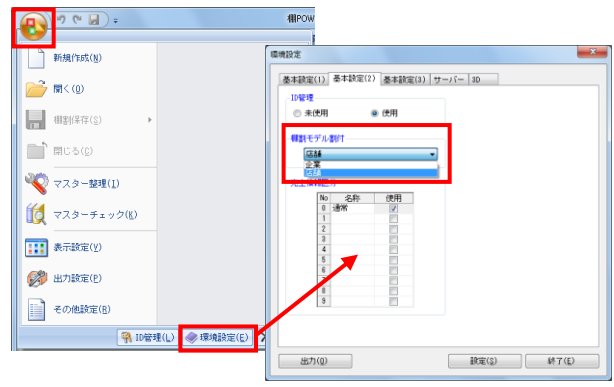 棚POW
新規作成(N)
開く(O)
棚割保存(S)
閉じる(C)
マスター整理(I)
マスターチェック(K)
表示設定(V)
出力設定(P)
その他設定(R)
ID管理(L)
環境設定(E)
環境設定
基本設定(1)
基本設定(2)
基本設定(3)
サーバー
3D
ID管理
未使用
使用
棚割モデル割付
店舗
企業
店舗
No 名称 使用
0 通常
1
2
3
4
5
6
7
8
9
出力(O)
設定(S)
終了(E)